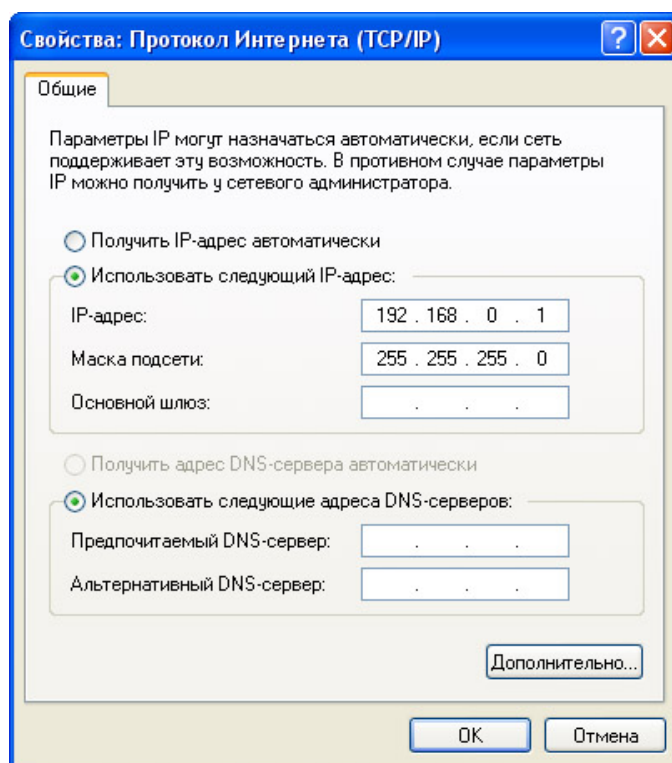 Свойства: Протокол Интернета (TCP/IP)
Общие
Параметры IP могут назначаться автоматически, если сеть
поддерживает эту возможность. В противном случае параметры
IP можно получить у сетевого администратора.
Получить IP-адрес автоматически
Использовать следующий IP-адрес:
IP-адрес: 192 . 168 . 0 . 1
Маска подсети: 255 . 255 . 255 . 0
Основной шлюз: . . .
Получить адрес DNS-сервера автоматически
Использовать следующие адреса DNS-серверов:
Предпочитаемый DNS-сервер: . . .
Альтернативный DNS-сервер: . . .
Дополнительно...
OK Отмена